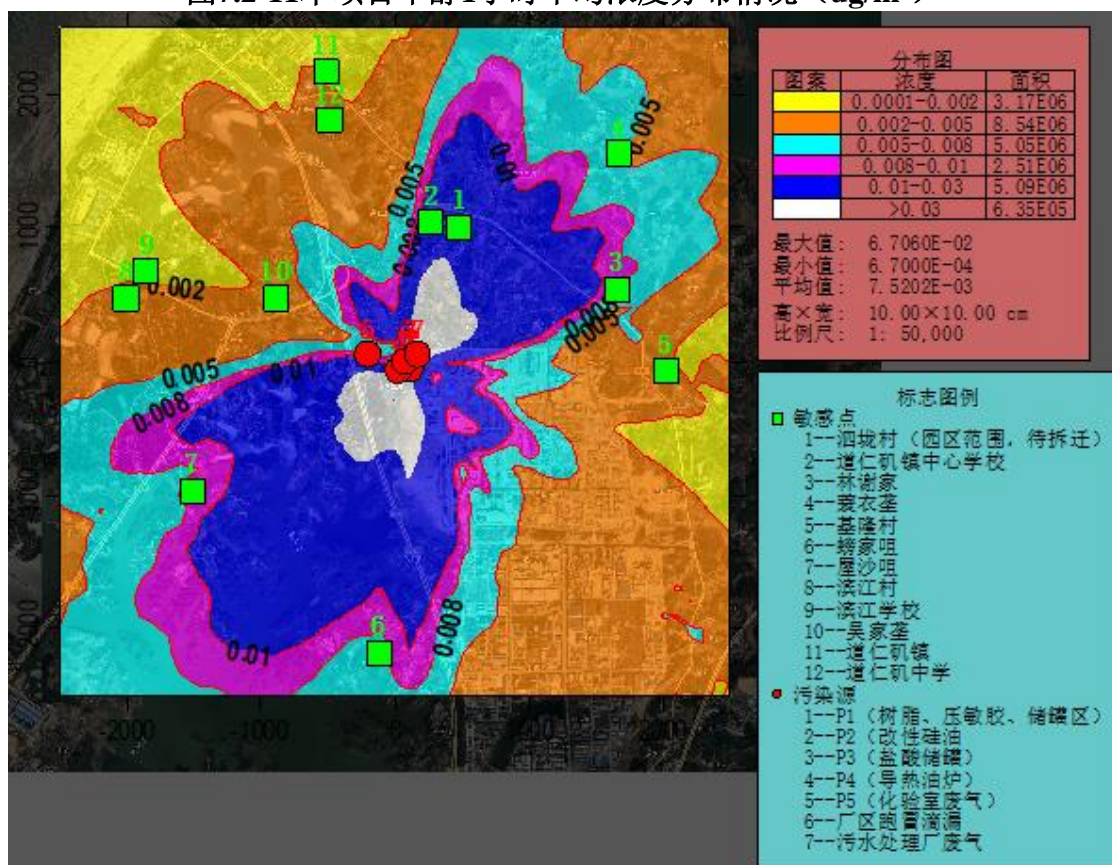 分布图
图案 浓度 面积
0.0001-0.002 3.17E06
0.002-0.005 8.54E06
0.005-0.008 5.05E06
0.008-0.01 2.51E06
0.01-0.03 5.09E06
>0.03 6.35E05
最大值: 6.7060E-02
最小值: 6.7000E-04
平均值: 7.5202E-03
高×宽: 10.00×10.00 cm
比例尺: 1: 50,000
标志图例
敏感点
1--泗垅村（园区范围，待拆迁）
2--道仁矶镇中心学校
3--林谢家
4--蓑衣垄
5--基隆村
6--螃家咀
7--屋沙咀
8--滨江村
9--滨江学校
10--吴家垄
11--道仁矶镇
12--道仁矶中学
污染源
1--P1（树脂、压敏胶、储罐区）
2--P2（改性硅油
3--P3（盐酸储罐）
4--P4（导热油炉）
5--P5（化验室废气）
6--厂区跑冒滴漏
7--污水处理厂废气
11
12
4
0.005
2 1
0.005
0.01
9
8
0.002
10
3
5
0.005
0.01
0.008
7
0.01
6
0.008
2000
1000
-2000
-1000